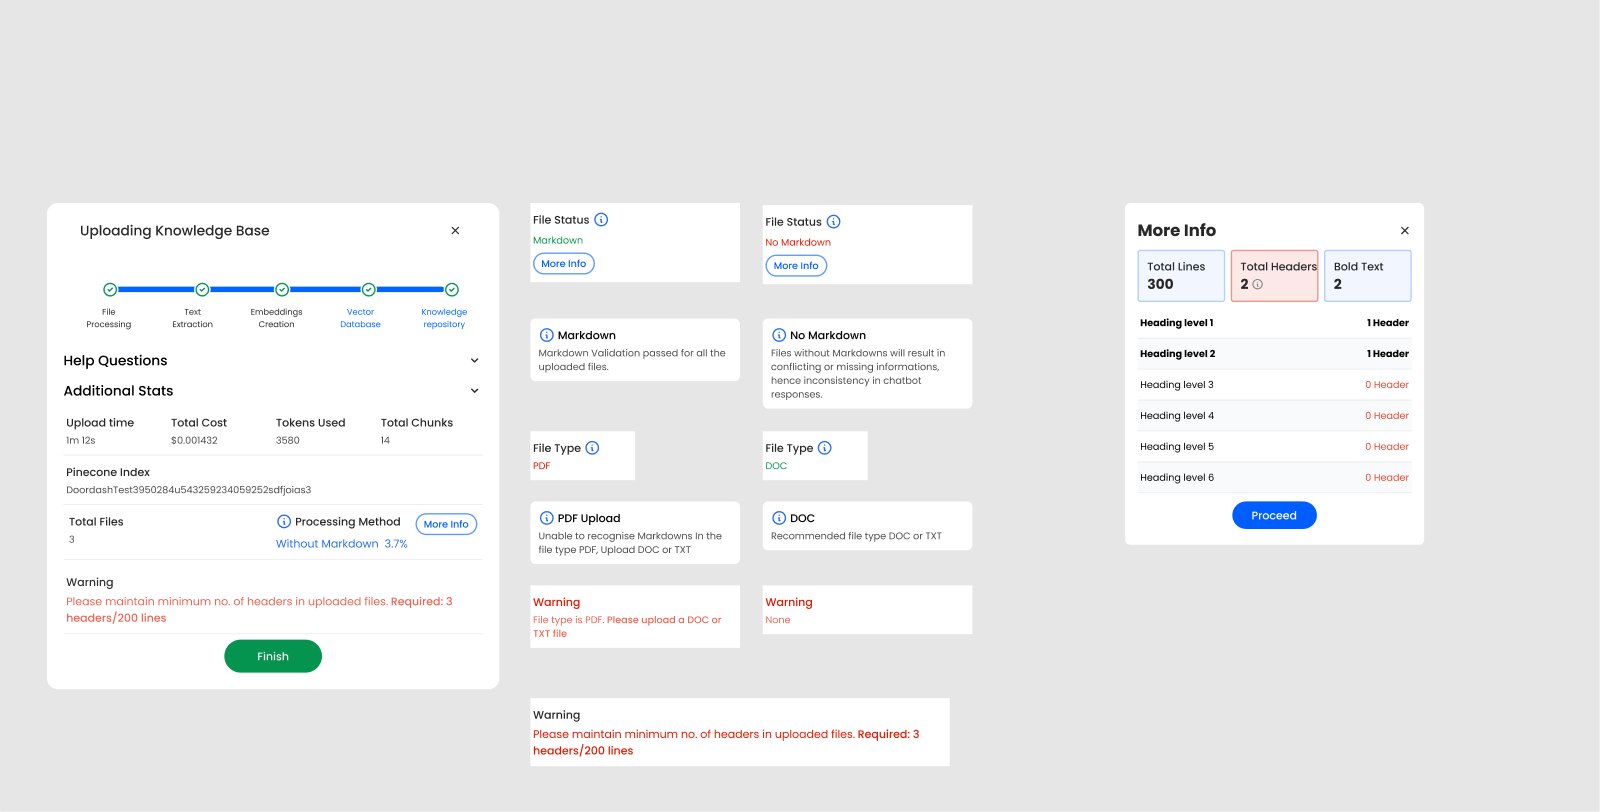 Uploading Knowledge Base
File
Processing
Text
Extraction
Embeddings
Creation
Vector
Database
Knowledge
repository
Help Questions
Additional Stats
Upload time
1m 12s
Total Cost
$0.001432
Tokens Used
3580
Total Chunks
14
Pinecone Index
DoordashTest3950284u543259234059252sdfjoias3
Total Files
3
Processing Method
Without Markdown 3.7%
More Info
Warning
Please maintain minimum no. of headers in uploaded files. Required: 3
headers/200 lines
Finish
File Status
Markdown
More Info
Markdown
Markdown Validation passed for all the
uploaded files.
File Type
PDF
PDF Upload
Unable to recognise Markdowns In the
file type PDF, Upload DOC or TXT
Warning
File type is PDF. Please upload a DOC or
TXT file
File Status
No Markdown
More Info
No Markdown
Files without Markdowns will result in
conflicting or missing informations,
hence inconsistency in chatbot
responses.
File Type
DOC
DOC
Recommended file type DOC or TXT
Warning
None
Warning
Please maintain minimum no. of headers in uploaded files. Required: 3
headers/200 lines
More Info
Total Lines
300
Total Headers
2
Bold Text
2
Heading level 1 1 Header
Heading level 2 1 Header
Heading level 3 0 Header
Heading level 4 0 Header
Heading level 5 0 Header
Heading level 6 0 Header
Proceed